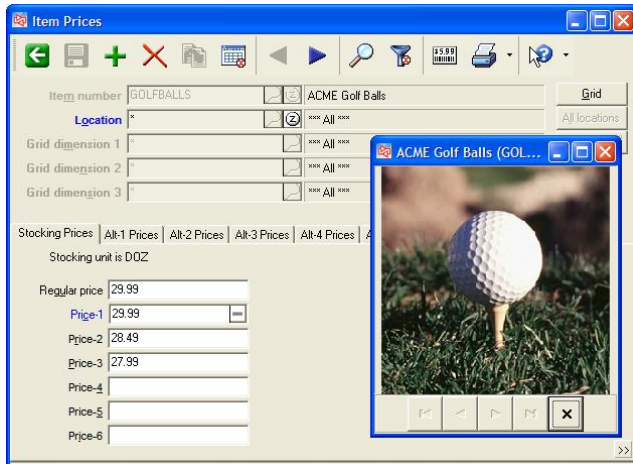 Item Prices
$5.99
Item number GOLFBALLS Z ACME Golf Balls Grid
Location * Z *** All *** All locations
Grid dimension 1 * *** All ***
ACME Golf Balls (GOL...
Grid dimension 2 * *** All ***
Grid dimension 3 * *** All ***
Stocking Prices Alt-1 Prices Alt-2 Prices Alt-3 Prices Alt-4 Prices
Stocking unit is DOZ
Regular price 29.99
Price-1 29.99
Price-2 28.49
Price-3 27.99
Price-4
Price-5
Price-6
>>